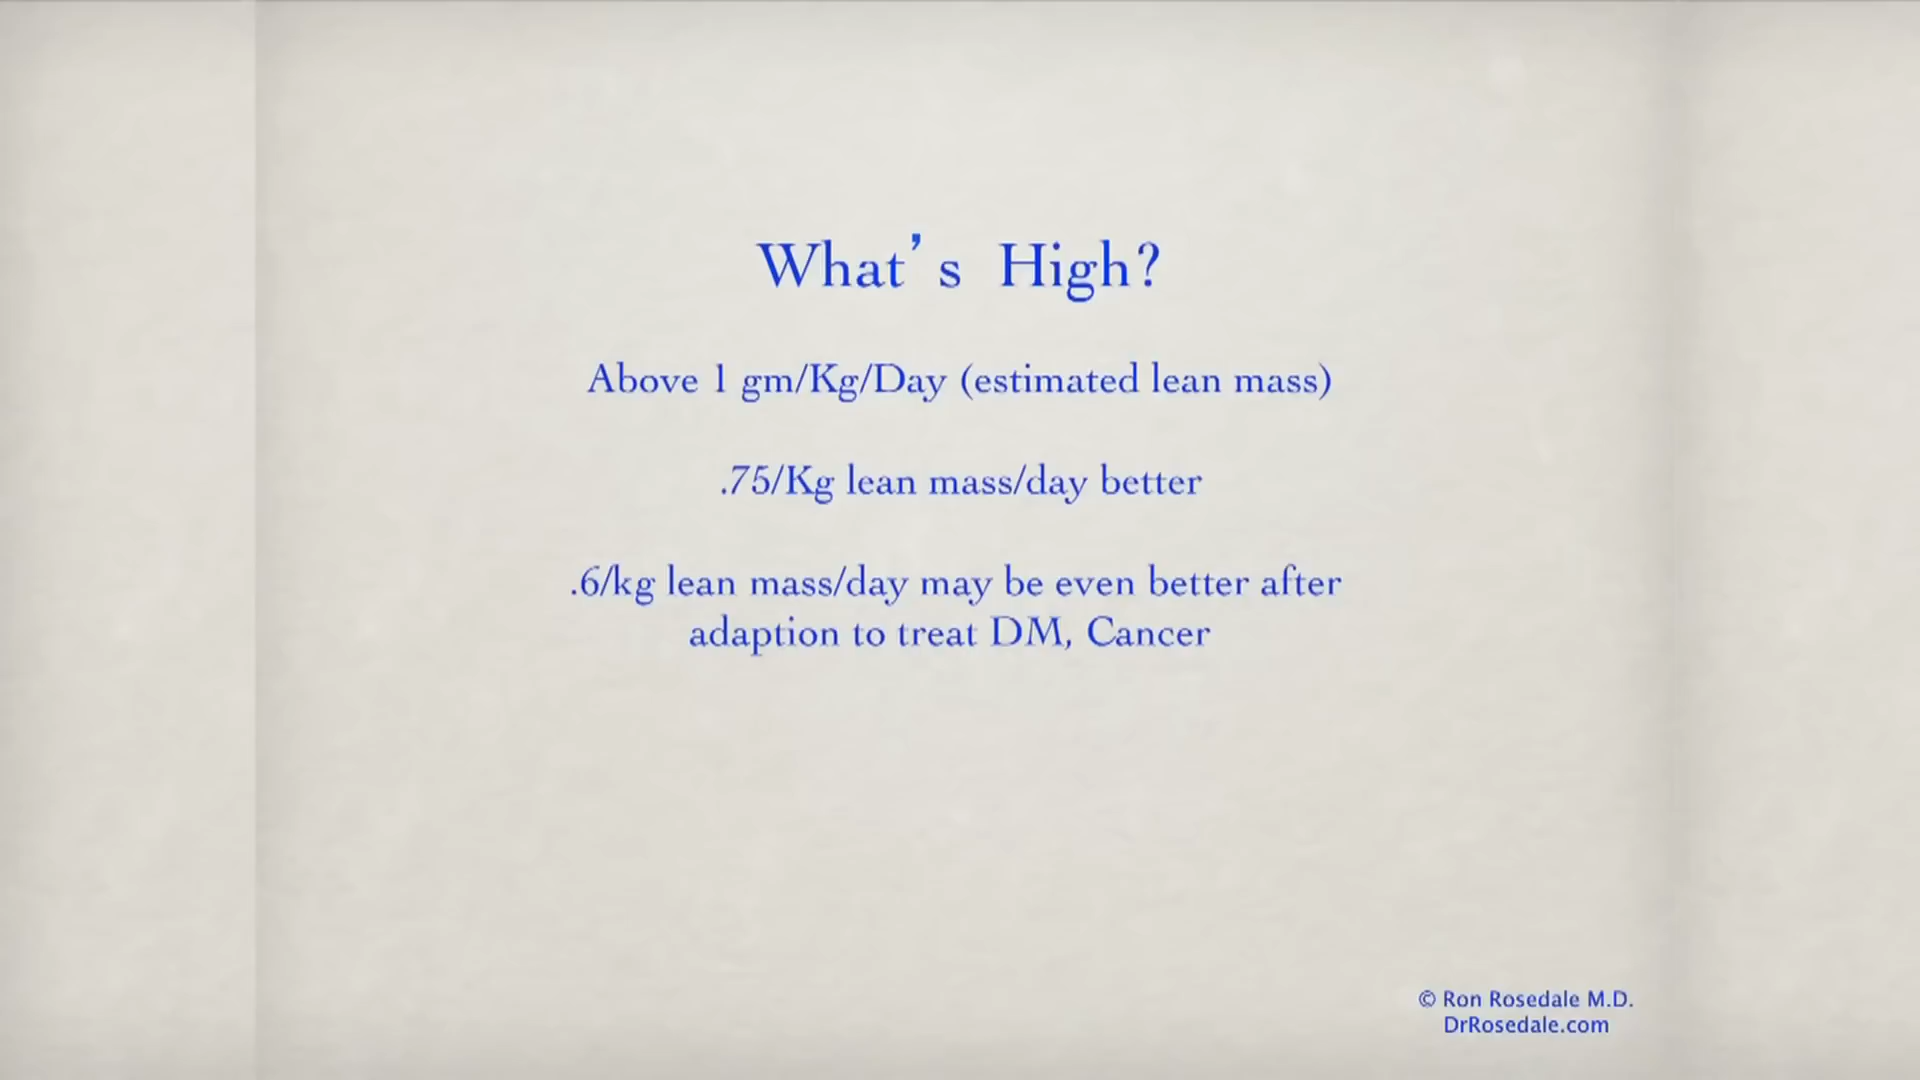 What's High?
Above 1 gm/Kg/Day (estimated lean mass)
.75/Kg lean mass/day better
.6/kg lean mass/day may be even better after
adaption to treat DM, Cancer
© Ron Rosedale M.D.
DrRosedale.com